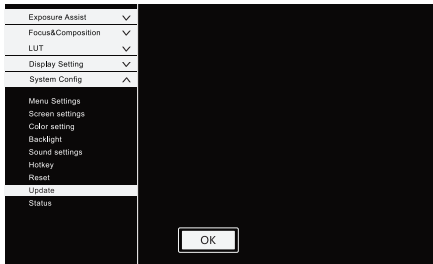 Exposure Assist
Focus&Composition
LUT
Display Setting
System Config
Menu Settings
Screen settings
Color setting
Backlight
Sound settings
Hotkey
Reset
Update
Status
OK